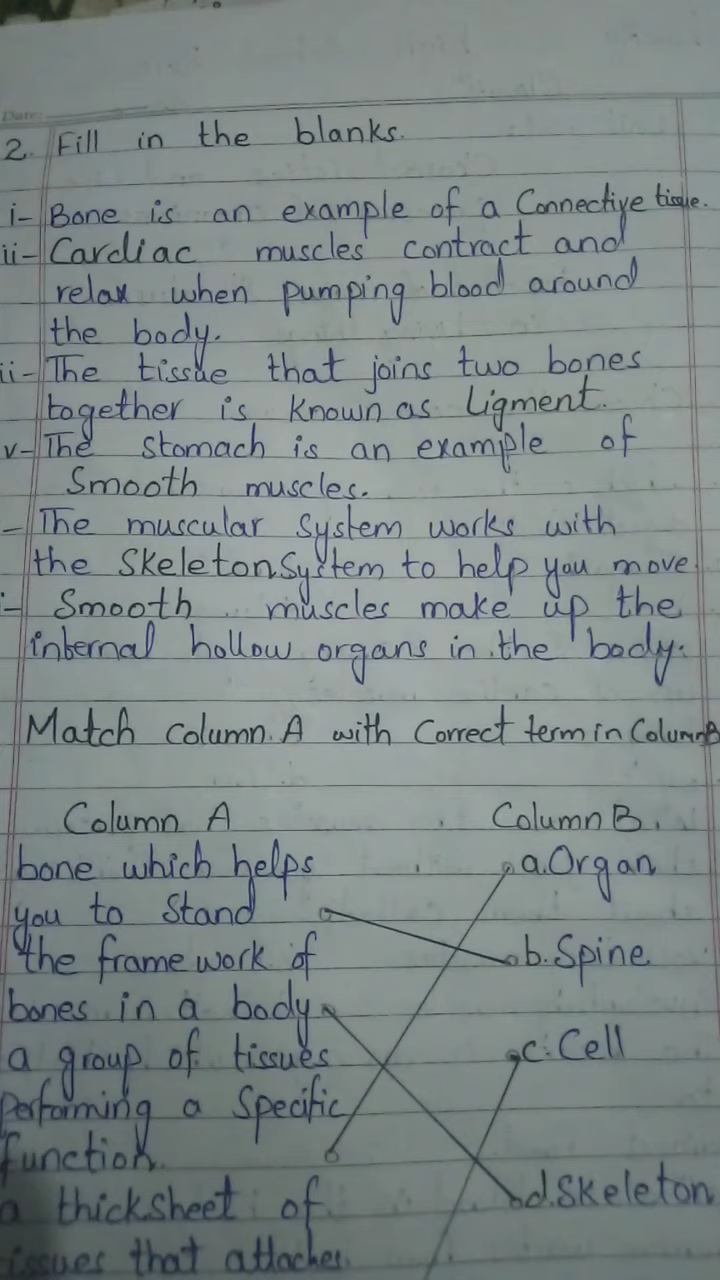 Date:
2. Fill in the blanks.
i- Bone is an example of a Connective tissue.
ii- Cardiac muscles contract and
relax when pumping blood around
the body.
ii- The tissue that joins two bones
together is known as Ligment.
v- The stomach is an example of
Smooth muscles.
- The muscular system works with
the Skeleton System to help you move
i- Smooth muscles make up the
internal hollow organs in the body.
Match column A with Correct term in Column B
Column A Column B.
bone which helps a. Organ
you to Stand
the frame work of b. Spine
bones in a body
a group of tissues c. Cell
Performing a Specific
function.
a thick sheet of d. Skeleton
issues that attaches